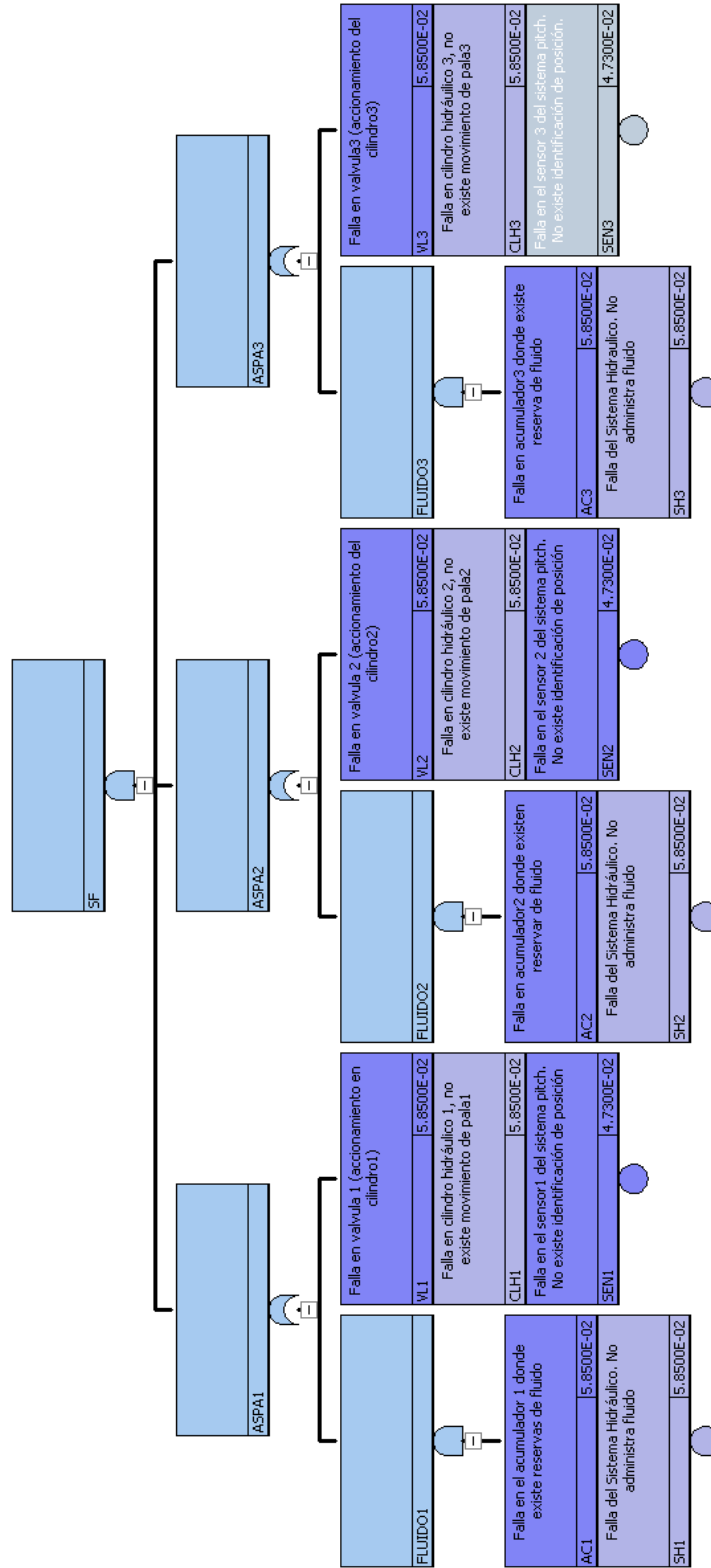 SF
ASPA1
ASPA2
ASPA3
FLUIDO1
Falla en valvula 1 (accionamiento en
cilindro1)
VL1 5.8500E-02
Falla en cilindro hidráulico 1, no
existe movimiento de pala1
CLH1 5.8500E-02
Falla en el sensor1 del sistema pitch.
No existe identificación de posición
SEN1 4.7300E-02
Falla en el acumulador 1 donde
existe reservas de fluido
AC1 5.8500E-02
Falla del Sistema Hidráulico. No
administra fluido
SH1 5.8500E-02
FLUIDO2
Falla en valvula 2 (accionamiento del
cilindro2)
VL2 5.8500E-02
Falla en cilindro hidráulico 2, no
existe movimiento de pala2
CLH2 5.8500E-02
Falla en el sensor 2 del sistema pitch.
No existe identificación de posición
SEN2 4.7300E-02
Falla en acumulador2 donde existen
reservar de fluido
AC2 5.8500E-02
Falla del Sistema Hidráulico. No
administra fluido
SH2 5.8500E-02
FLUIDO3
Falla en valvula3 (accionamiento del
cilindro3)
VL3 5.8500E-02
Falla en cilindro hidráulico 3, no
existe movimiento de pala3
CLH3 5.8500E-02
Falla en el sensor 3 del sistema pitch.
No existe identificación de posición.
SEN3 4.7300E-02
Falla en acumulador3 donde existe
reserva de fluido
AC3 5.8500E-02
Falla del Sistema Hidraulico. No
administra fluido
SH3 5.8500E-02